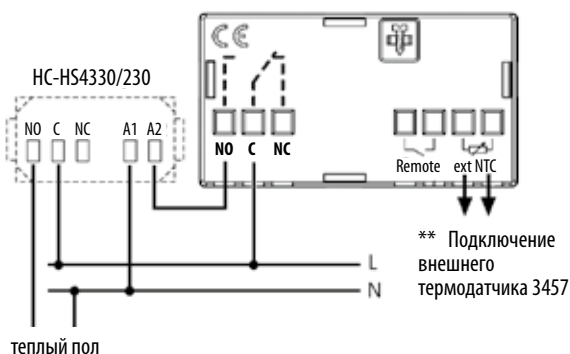 CE
HC-HS4330/230
NO C NC A1 A2
NO C NC
Remote ext NTC
L
N
** Подключение
внешнего
термодатчика 3457
теплый пол